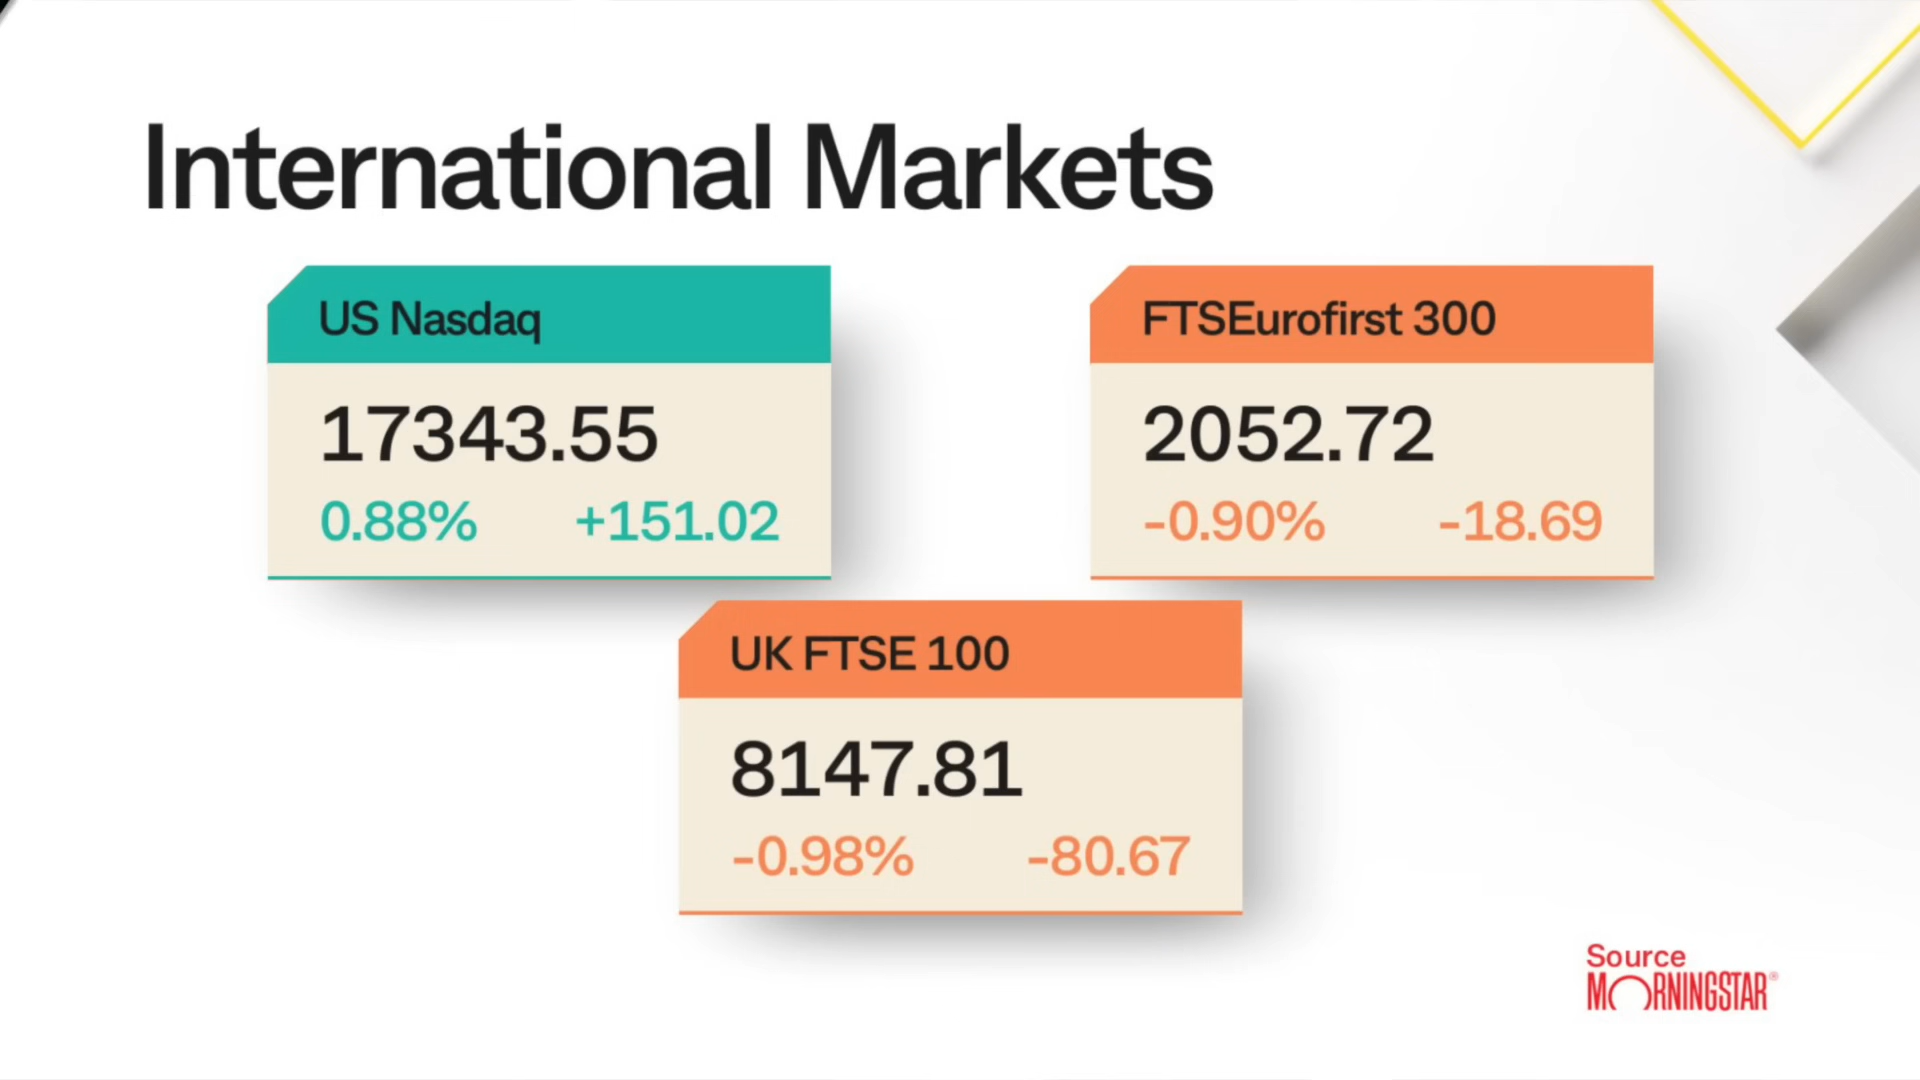 International Markets
US Nasdaq
17343.55
0.88% +151.02
FTSEurofirst 300
2052.72
-0.90% -18.69
UK FTSE 100
8147.81
-0.98% -80.67
Source
MORNINGSTAR®